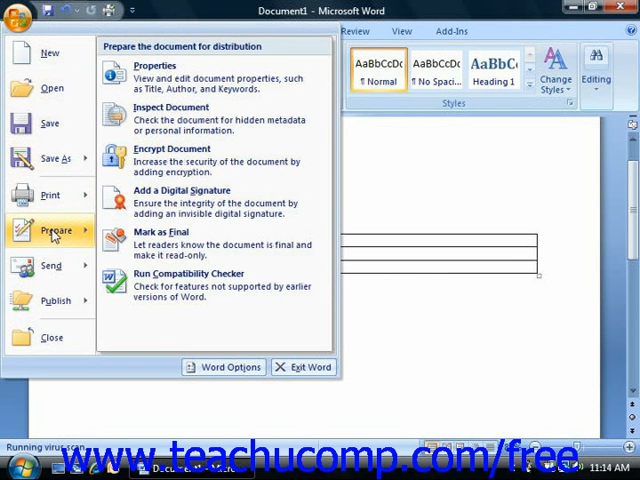 Document1 - Microsoft Word
Review View Add-Ins
New
Open
Save
Save As
Print
Prepare
Send
Publish
Close
Prepare the document for distribution
Properties
View and edit document properties, such
as Title, Author, and Keywords.
Inspect Document
Check the document for hidden metadata
or personal information.
Encrypt Document
Increase the security of the document by
adding encryption.
Add a Digital Signature
Ensure the integrity of the document by
adding an invisible digital signature.
Mark as Final
Let readers know the document is final and
make it read-only.
Run Compatibility Checker
Check for features not supported by earlier
versions of Word.
Word Options
Exit Word
AaBbCcDc AaBbCcDc AaBbC
¶ Normal ¶ No Spaci... Heading 1
Change
Styles
Editing
Styles
Running virus scan
www.teachucomp.com/free
Document1 - Micros
11:14 AM